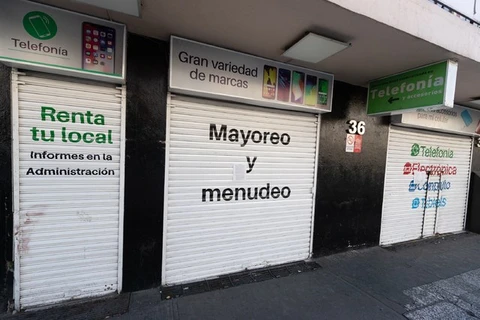 Telefonía
Renta
tu local
Informes en la
Administración
Gran variedad
de marcas
Mayoreo
y
menudeo
36
Telefonía
y accesorios
Telefonía
Electrónica
Cómputo
Tablets